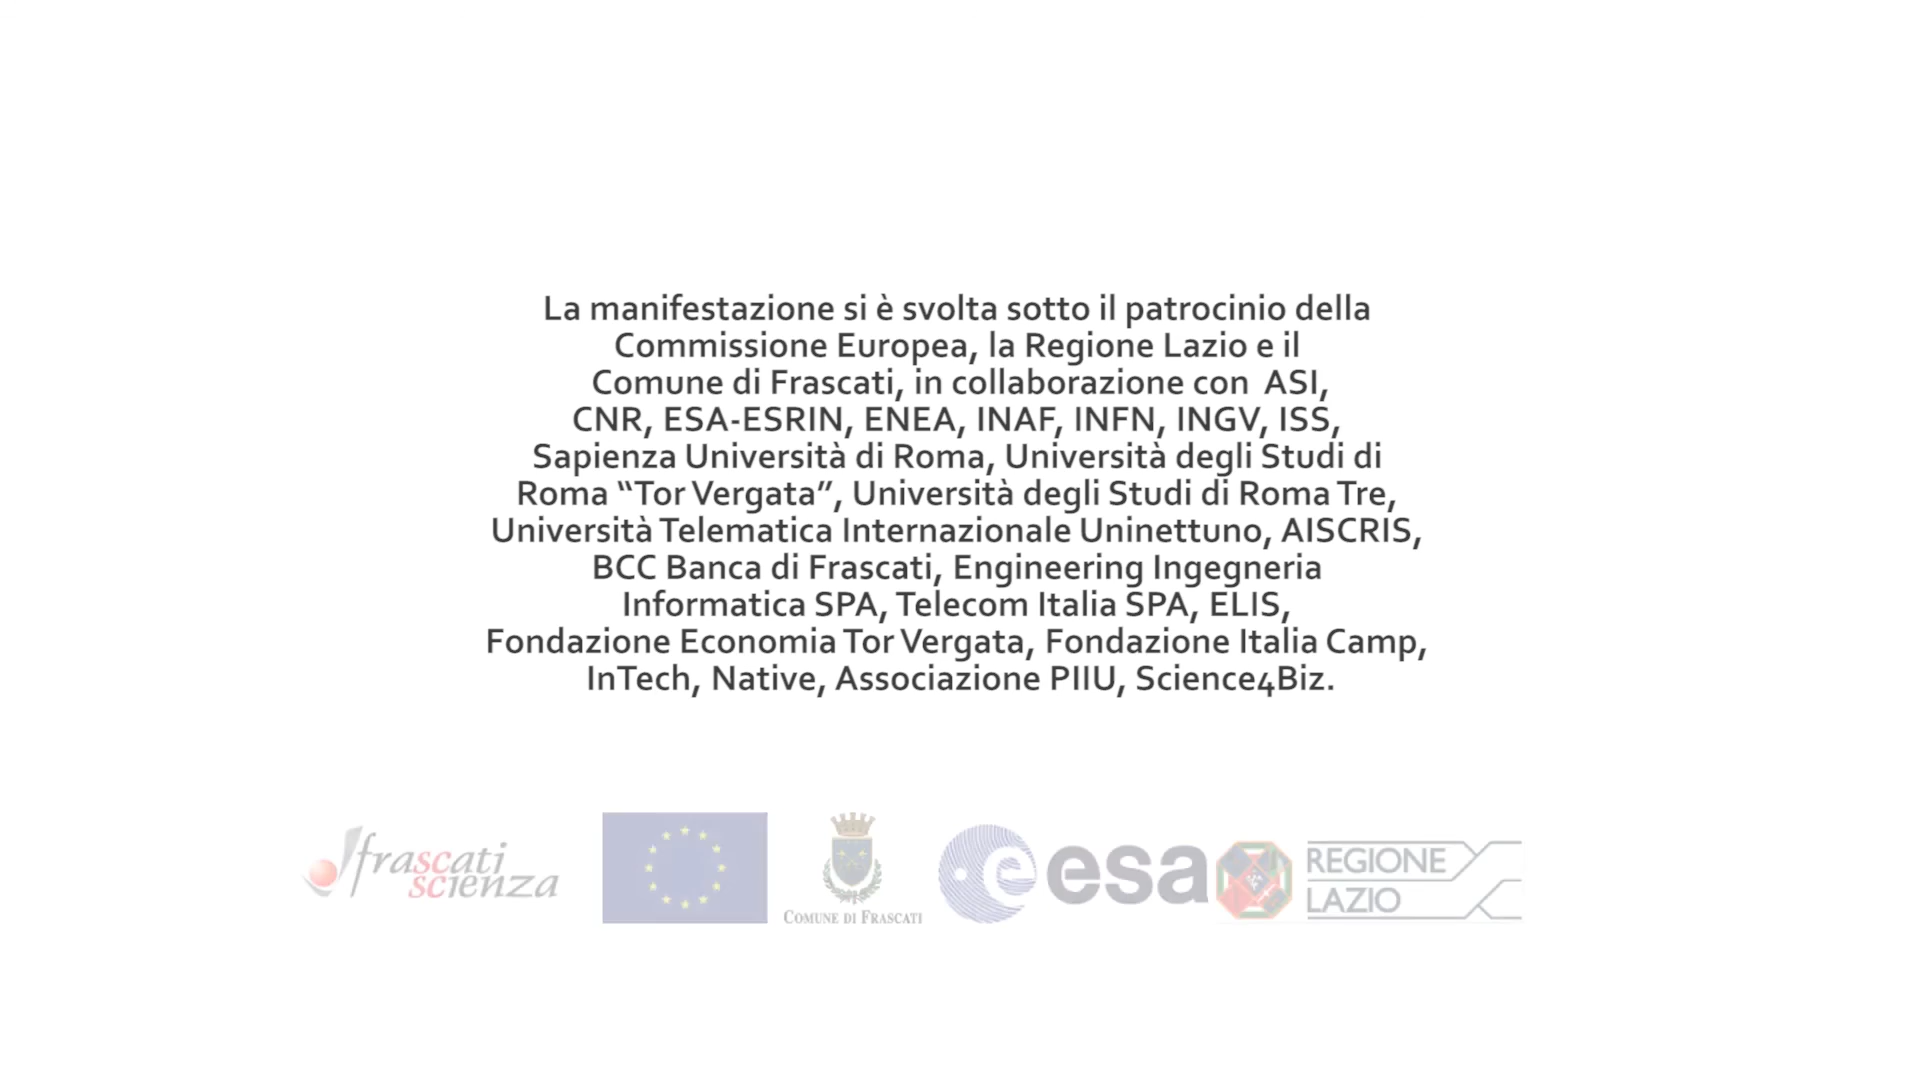 La manifestazione si è svolta sotto il patrocinio della
Commissione Europea, la Regione Lazio e il
Comune di Frascati, in collaborazione con ASI,
CNR, ESA-ESRIN, ENEA, INAF, INFN, INGV, ISS,
Sapienza Università di Roma, Università degli Studi di
Roma “Tor Vergata”, Università degli Studi di Roma Tre,
Università Telematica Internazionale Uninettuno, AISCRIS,
BCC Banca di Frascati, Engineering Ingegneria
Informatica SPA, Telecom Italia SPA, ELIS,
Fondazione Economia Tor Vergata, Fondazione Italia Camp,
InTech, Native, Associazione PIIU, Science4Biz.
frascati
scienza
COMUNE DI FRASCATI
esa
REGIONE
LAZIO